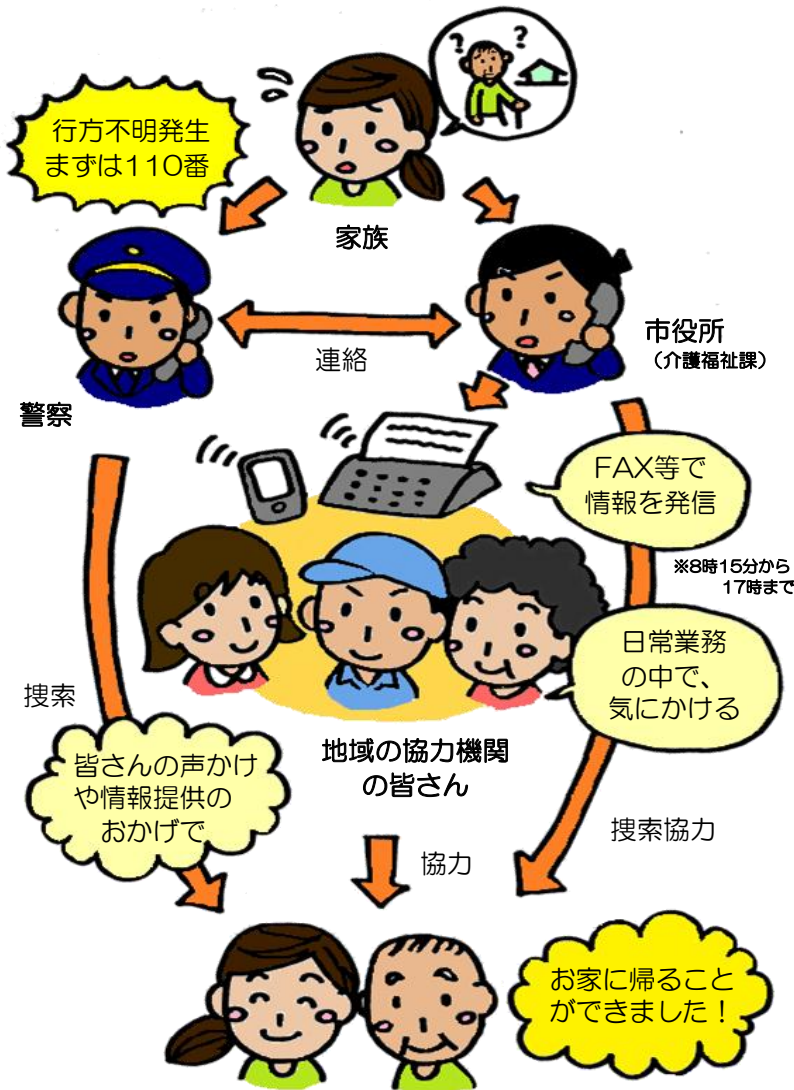 ? ?
行方不明発生
まずは110番
家族
市役所
（介護福祉課）
連絡
警察
FAX等で
情報を発信
※8時15分から
17時まで
日常業務
の中で、
気にかける
捜索
地域の協力機関
の皆さん
皆さんの声かけ
や情報提供の
おかげで
捜索協力
協力
お家に帰ること
ができました！